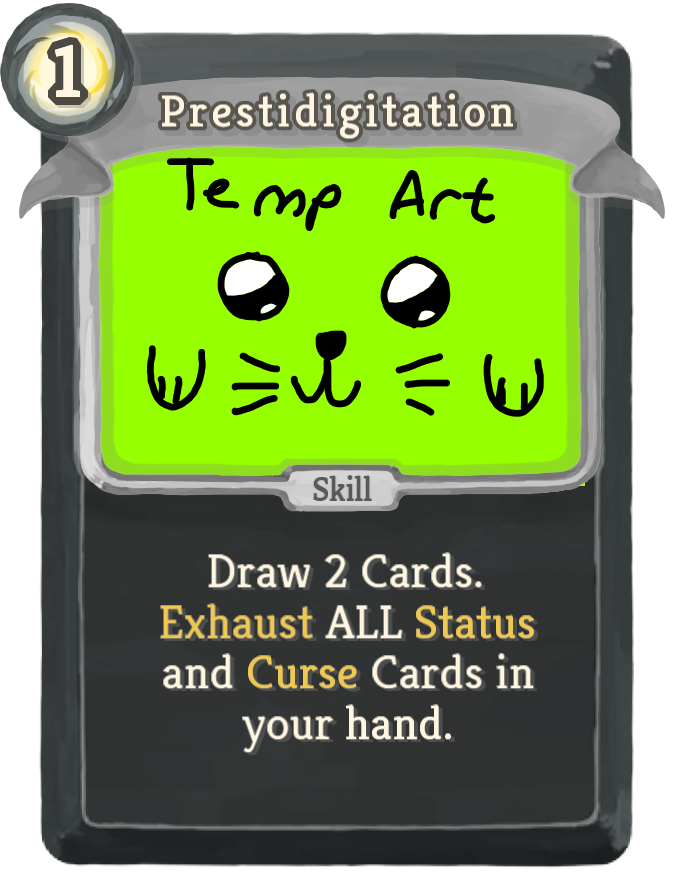 1
Prestidigitation
Temp Art
Skill
Draw 2 Cards.
Exhaust ALL Status
and Curse Cards in
your hand.